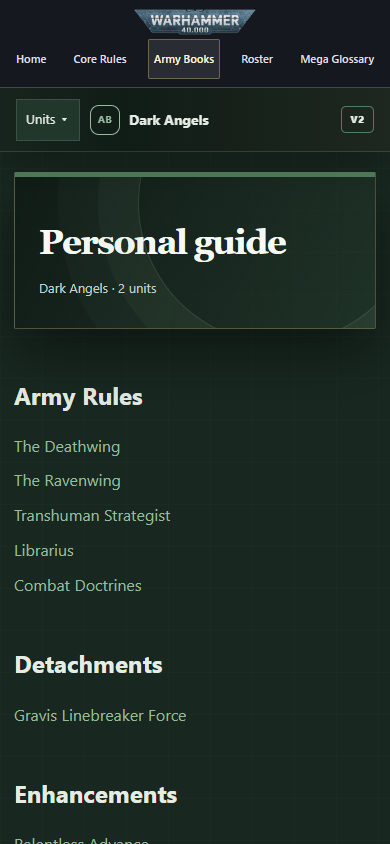 WARHAMMER
40,000
Home Core Rules Army Books Roster Mega Glossary
Units AB Dark Angels V2
Personal guide
Dark Angels · 2 units
Army Rules
The Deathwing
The Ravenwing
Transhuman Strategist
Librarius
Combat Doctrines
Detachments
Gravis Linebreaker Force
Enhancements
Relentless Advance